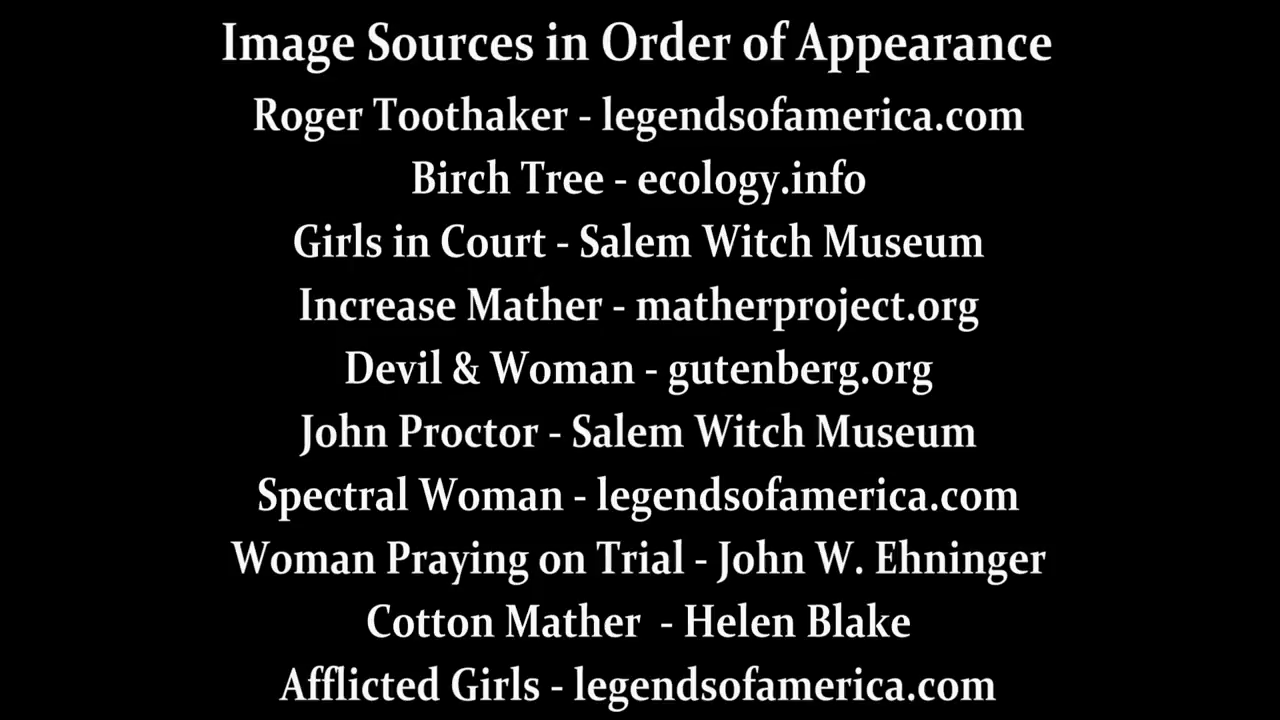 Image Sources in Order of Appearance
Roger Toothaker - legendsofamerica.com
Birch Tree - ecology.info
Girls in Court - Salem Witch Museum
Increase Mather - matherproject.org
Devil & Woman - gutenberg.org
John Proctor - Salem Witch Museum
Spectral Woman - legendsofamerica.com
Woman Praying on Trial - John W. Ehninger
Cotton Mather  - Helen Blake
Afflicted Girls - legendsofamerica.com